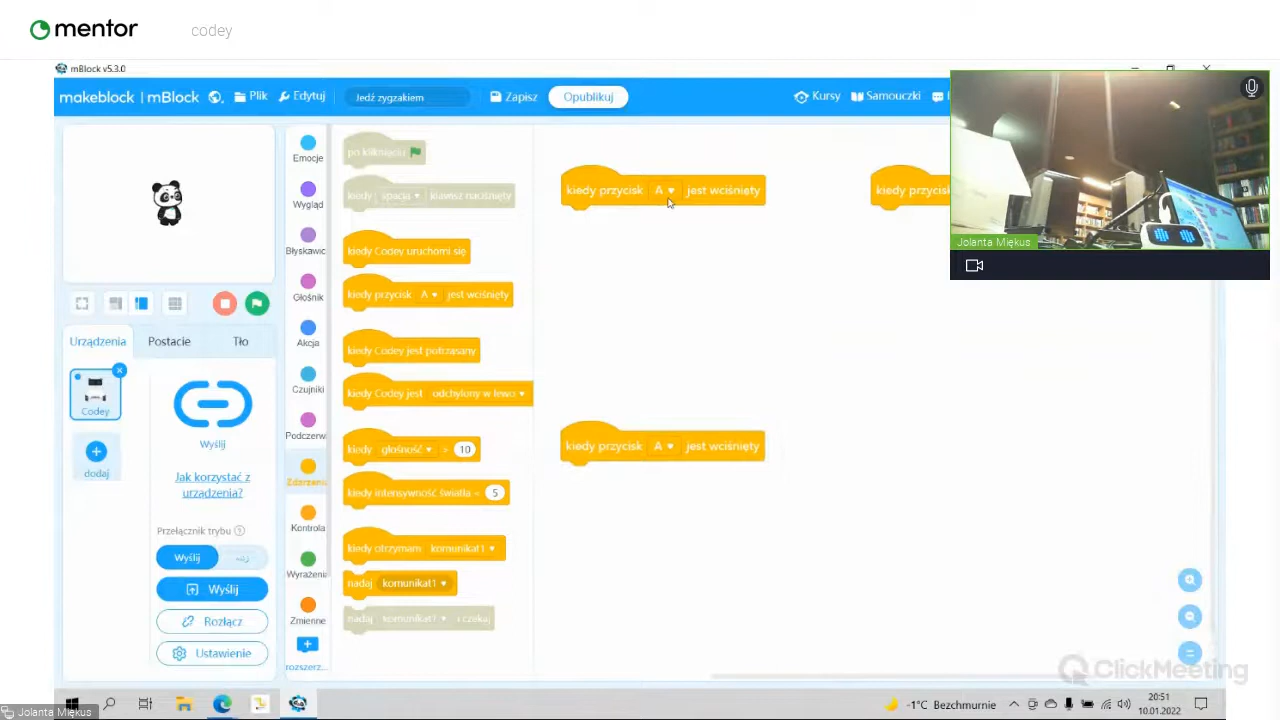 mentor
codey
mBlock v5.3.0
makeblock | mBlock
Plik
Edytuj
Jedź zygzakiem
Zapisz
Opublikuj
Kursy
Samouczki
Emocje
Wygląd
Błyskawic
Głośnik
Akcja
Czujniki
Podczerw
Zdarzenia
Kontrola
Wyrażenia
Zmienne
rozszerz...
po kliknięciu
kiedy spacja klawisz naciśnięty
kiedy Codey uruchomi się
kiedy przycisk A jest wciśnięty
kiedy Codey jest potrząsany
kiedy Codey jest odchylony w lewo
kiedy głośność > 10
kiedy intensywność światła < 5
kiedy otrzymam komunikat1
nadaj komunikat1
nadaj komunikat1 i czekaj
kiedy przycisk A jest wciśnięty
kiedy przycisk
kiedy przycisk A jest wciśnięty
Jolanta Miękus
Urządzenia
Postacie
Tło
Codey
dodaj
Wyślij
Jak korzystać z
urządzenia?
Przełącznik trybu
Wyślij
Wyślij
Rozłącz
Ustawienie
ClickMeeting
Jolanta Miękus
-1°C Bezchmurnie
20:51
10.01.2022